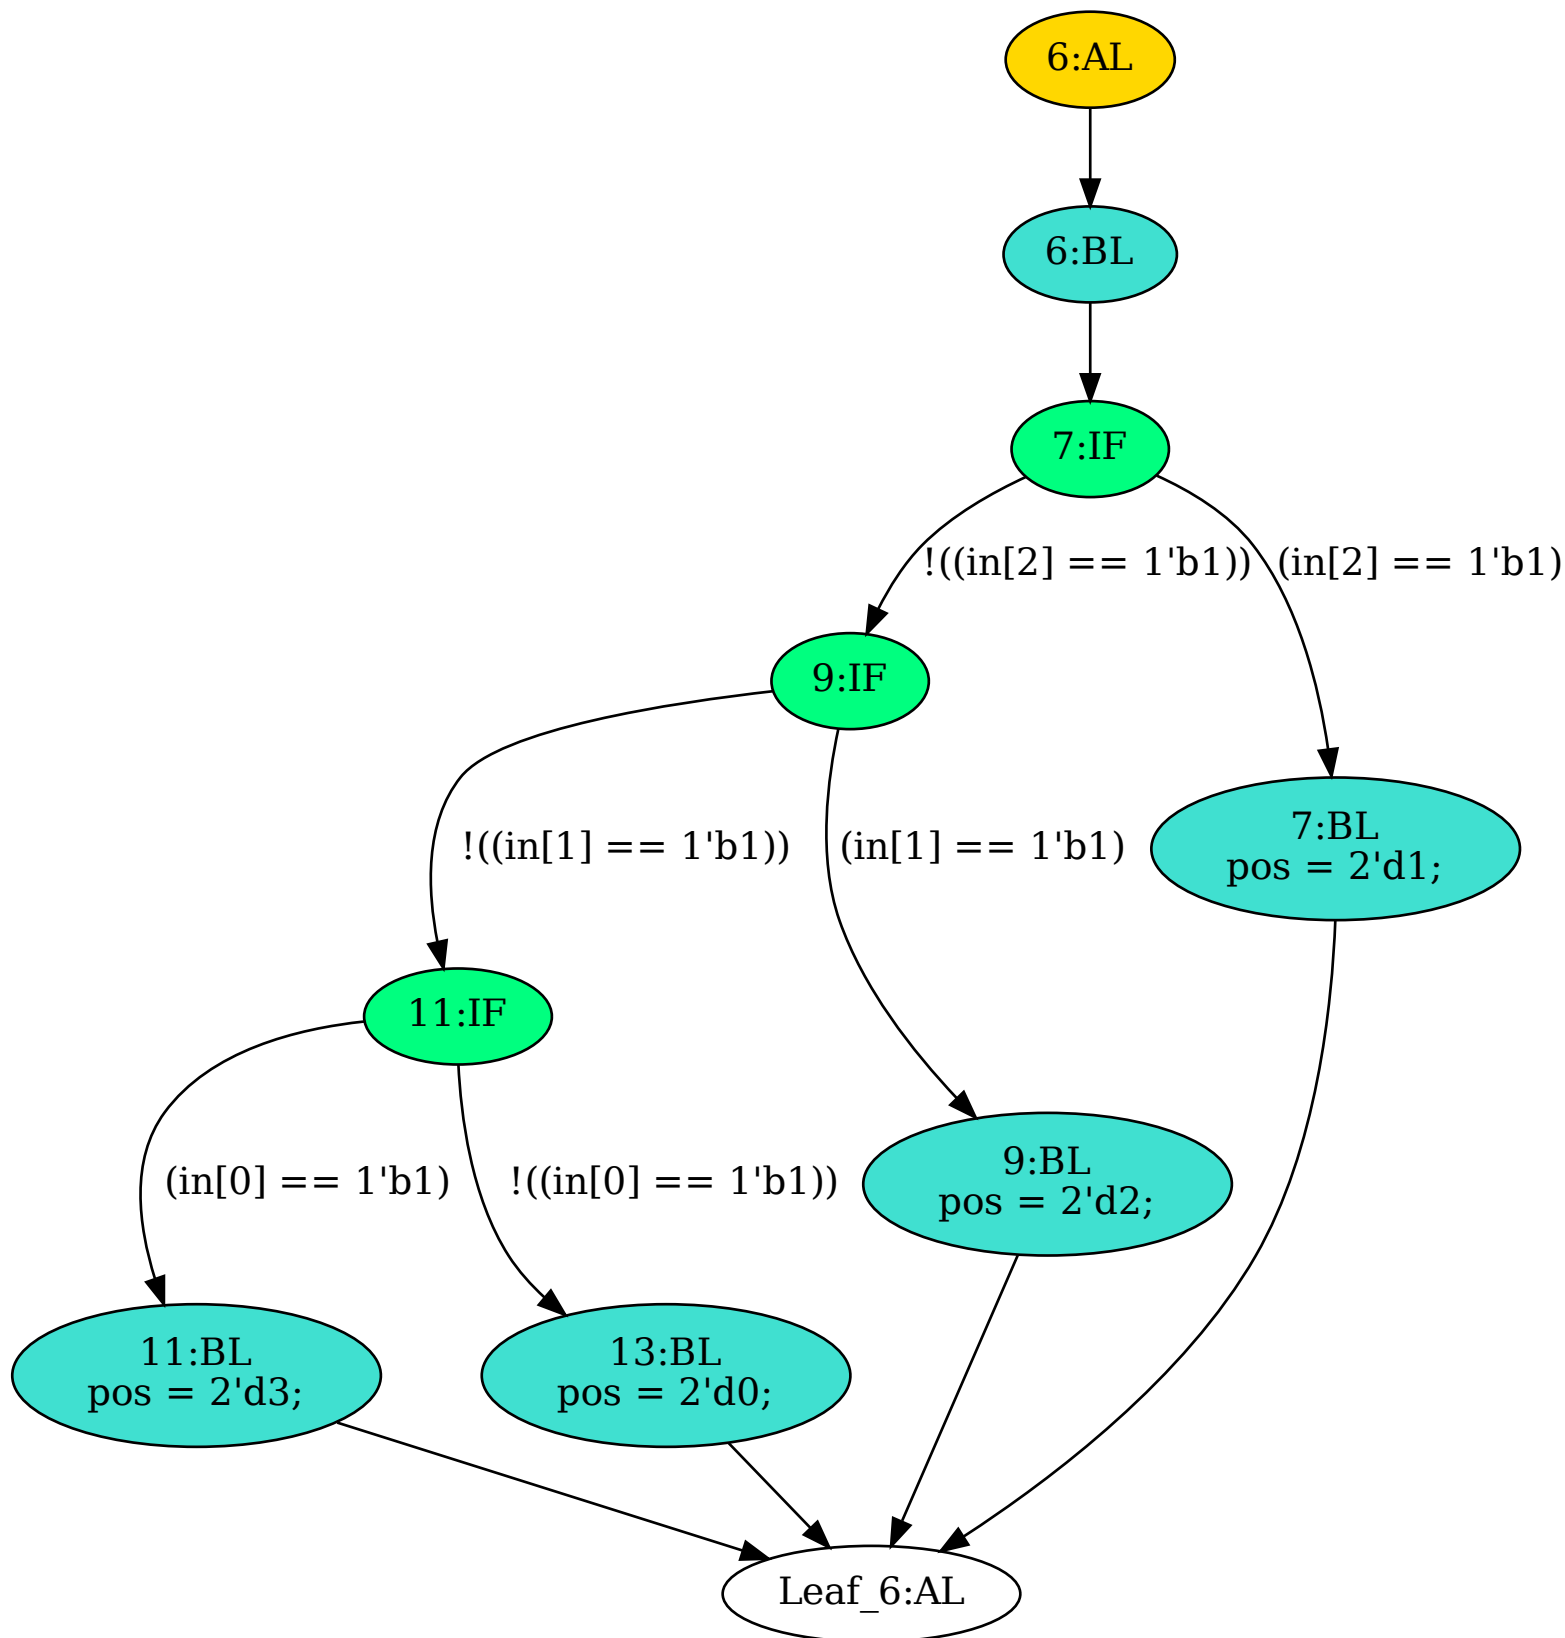 6:AL
6:BL
7:IF
!((in[2] == 1'b1))
(in[2] == 1'b1)
9:IF
!((in[1] == 1'b1))
(in[1] == 1'b1)
7:BL
pos = 2'd1;
11:IF
(in[0] == 1'b1)
!((in[0] == 1'b1))
9:BL
pos = 2'd2;
11:BL
pos = 2'd3;
13:BL
pos = 2'd0;
Leaf_6:AL